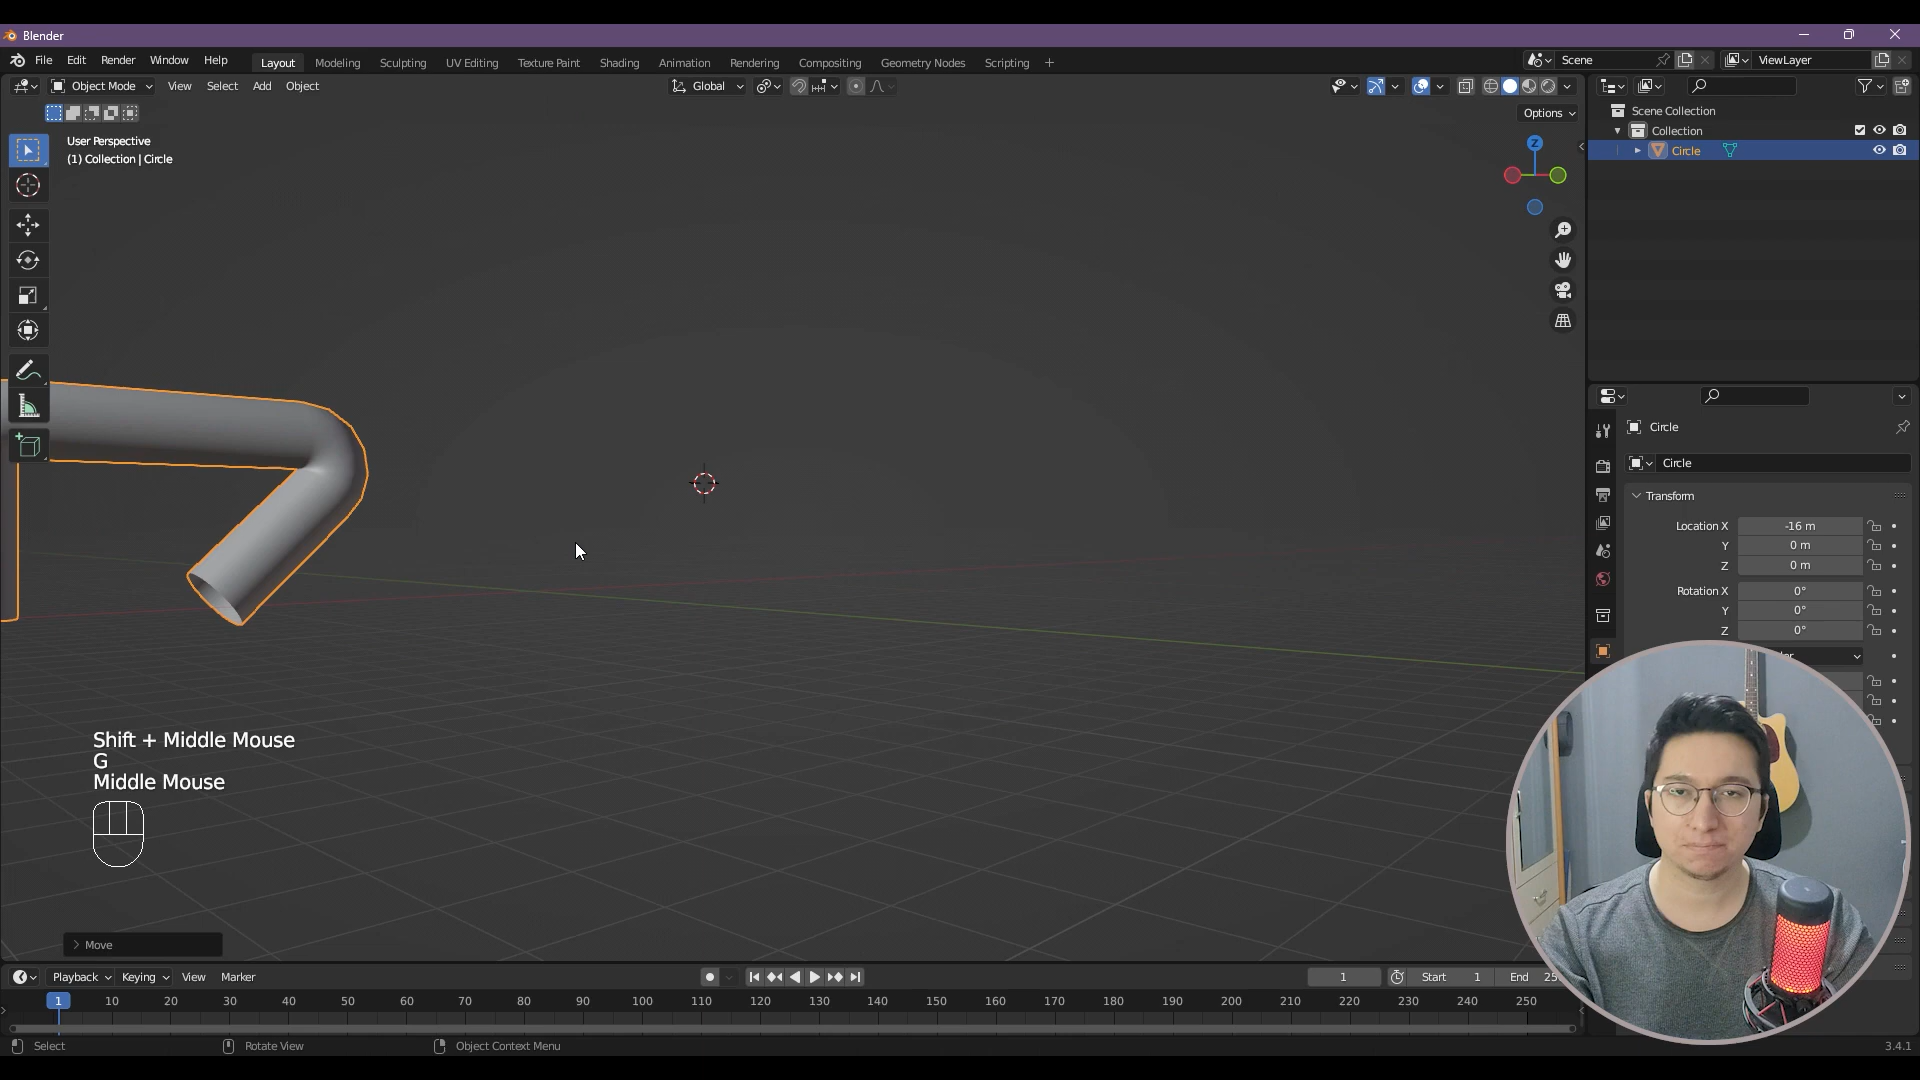 Blender
File Edit Render Window Help
Layout Modeling Sculpting UV Editing Texture Paint Shading Animation Rendering Compositing Geometry Nodes Scripting +
Scene
ViewLayer
Object Mode View Select Add Object
Global
Options
User Perspective
(1) Collection | Circle
Z
Scene Collection
Collection
Circle
Circle
Circle
Transform
Location X -16 m
Y 0 m
Z 0 m
Rotation X 0°
Y 0°
Z 0°
Shift + Middle Mouse
G
Middle Mouse
Move
Playback Keying View Marker
1 Start 1 End
1 10 20 30 40 50 60 70 80 90 100 110 120 130 140 150 160 170 180 190 200 210 220 230 240 250
Select Rotate View Object Context Menu
3.4.1